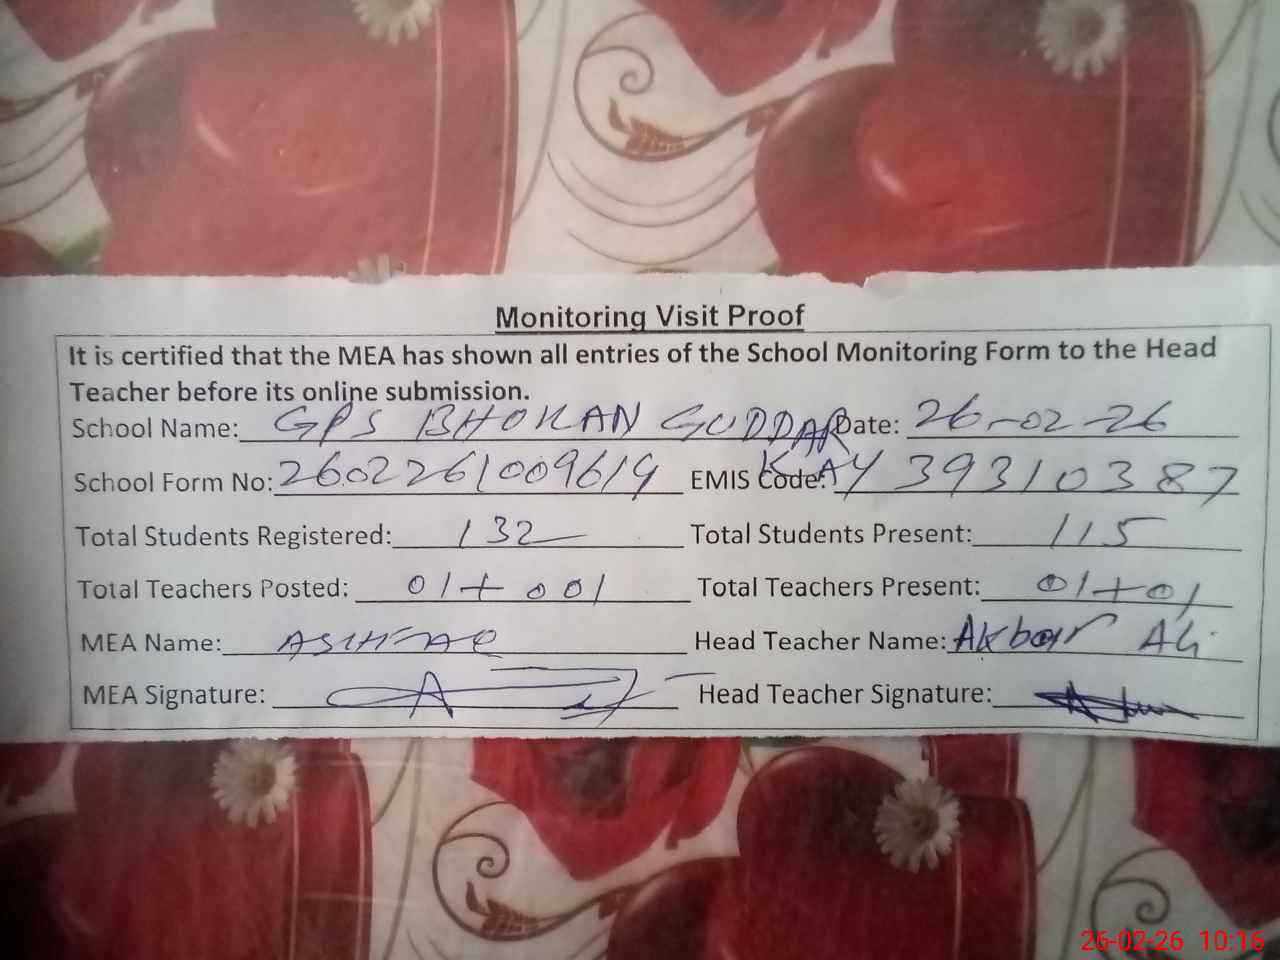 Monitoring Visit Proof
It is certified that the MEA has shown all entries of the School Monitoring Form to the Head
Teacher before its online submission.
School Name: GPS BHOKAN GUDDAR KAY Date: 26-02-26
School Form No: 2602261009619 EMIS Code: 39310387
Total Students Registered: 132 Total Students Present: 115
Total Teachers Posted: 01+001 Total Teachers Present: 01+01
MEA Name: ASHFAQ Head Teacher Name: Akbar Ali
MEA Signature: Head Teacher Signature:
26-02-26 10:16